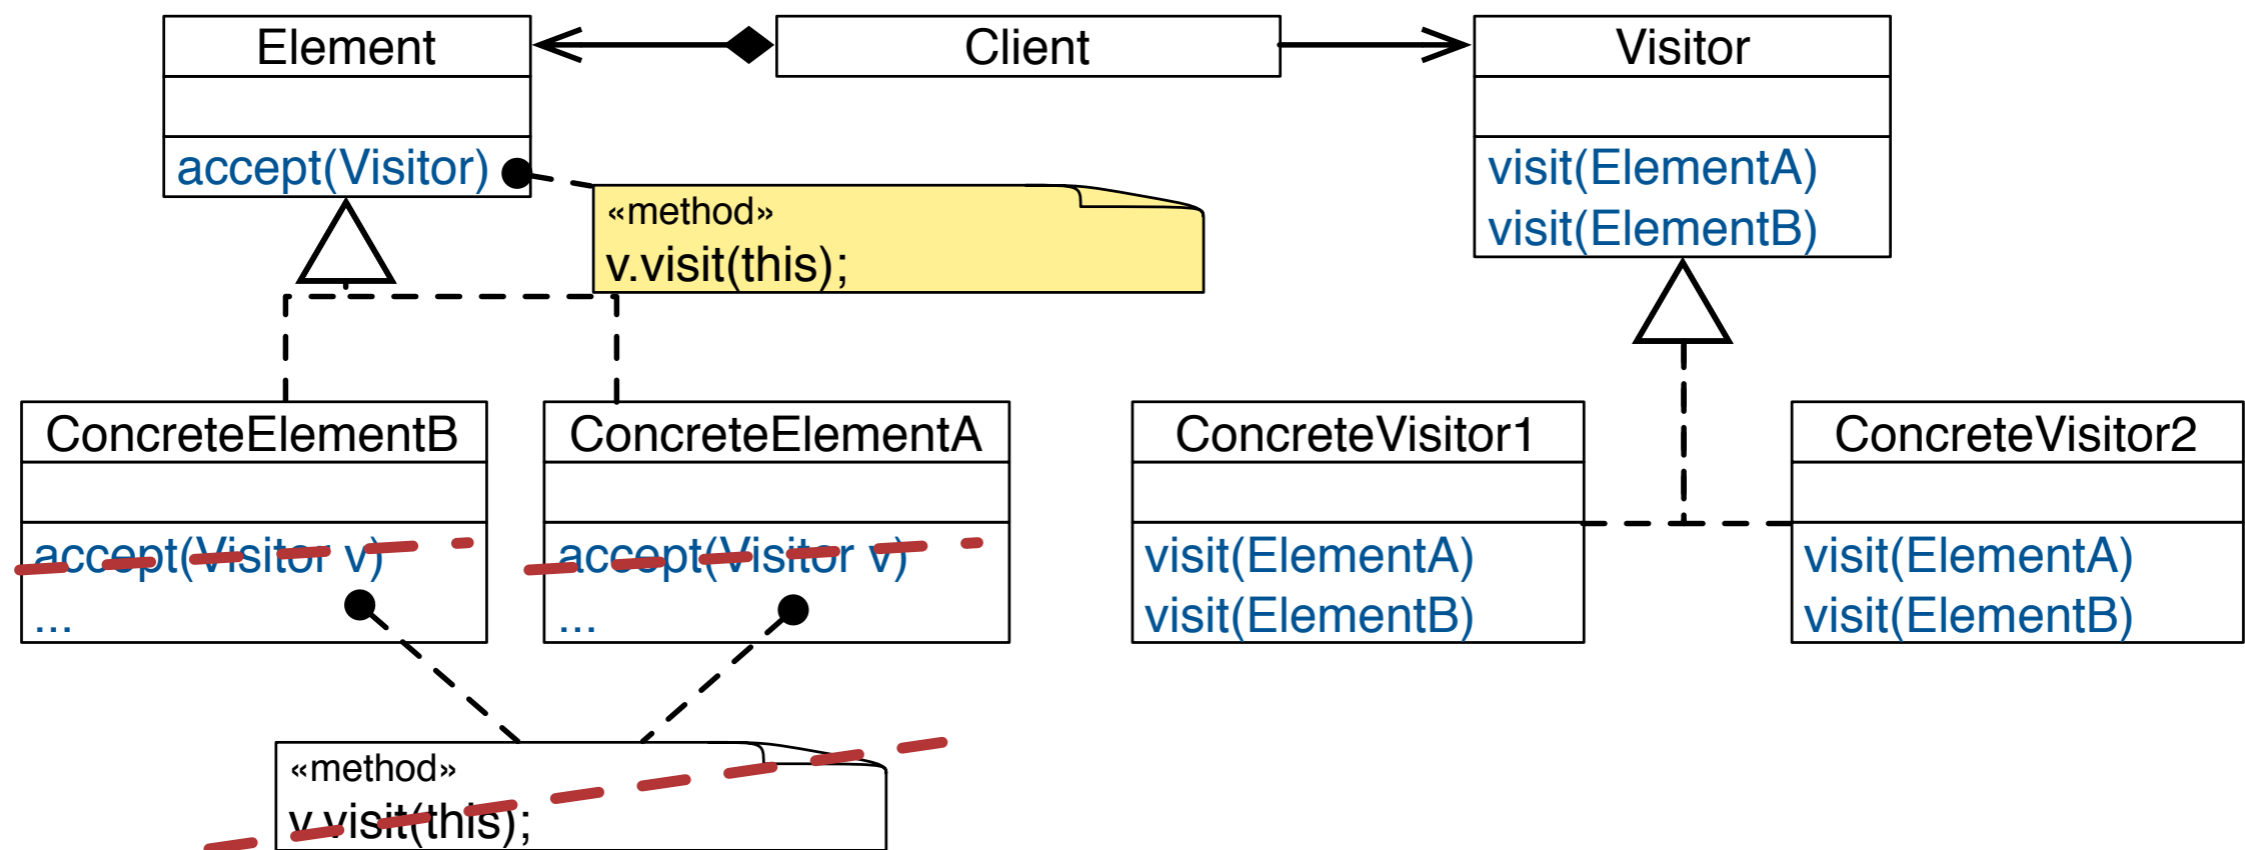 Element
Client
Visitor
accept(Visitor)
visit(ElementA)
visit(ElementB)
«method»
v.visit(this);
ConcreteElementB
ConcreteElementA
ConcreteVisitor1
ConcreteVisitor2
accept(Visitor v)
...
accept(Visitor v)
...
visit(ElementA)
visit(ElementB)
visit(ElementA)
visit(ElementB)
«method»
v.visit(this);